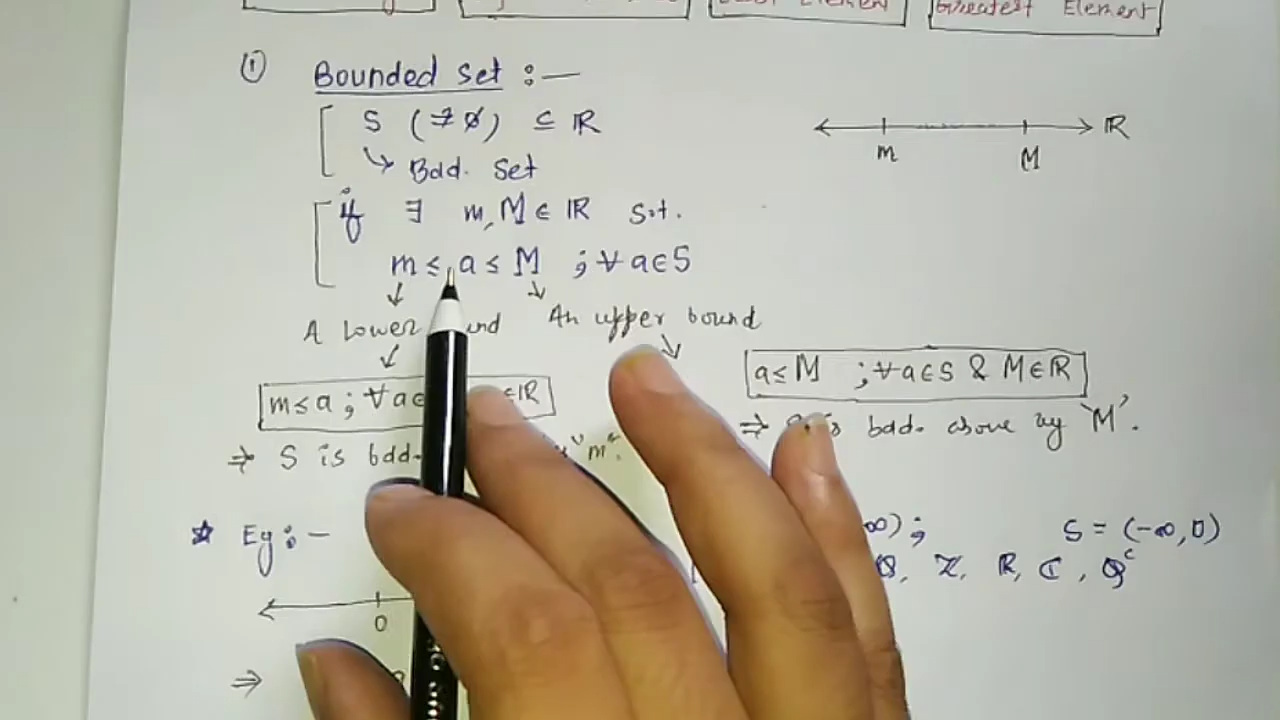 Greatest Element
① Bounded Set :—
S (≠ ∅) ⊆ ℝ
↳ Bdd. Set
if ∃ m, M ∈ ℝ s.t.
m ≤ a ≤ M ; ∀ a ∈ S
m M ℝ
A Lower An upper bound
m ≤ a ; ∀ a ∈ ℝ
a ≤ M ; ∀ a ∈ S & M ∈ ℝ
⇒ S is bdd. "m".
⇒ is bdd. above by 'M'.
☆ Eg :—
∞) ; S = (-∞, 0)
ℚ, ℤ, ℝ, ℂ, ℚᶜ
0
⇒